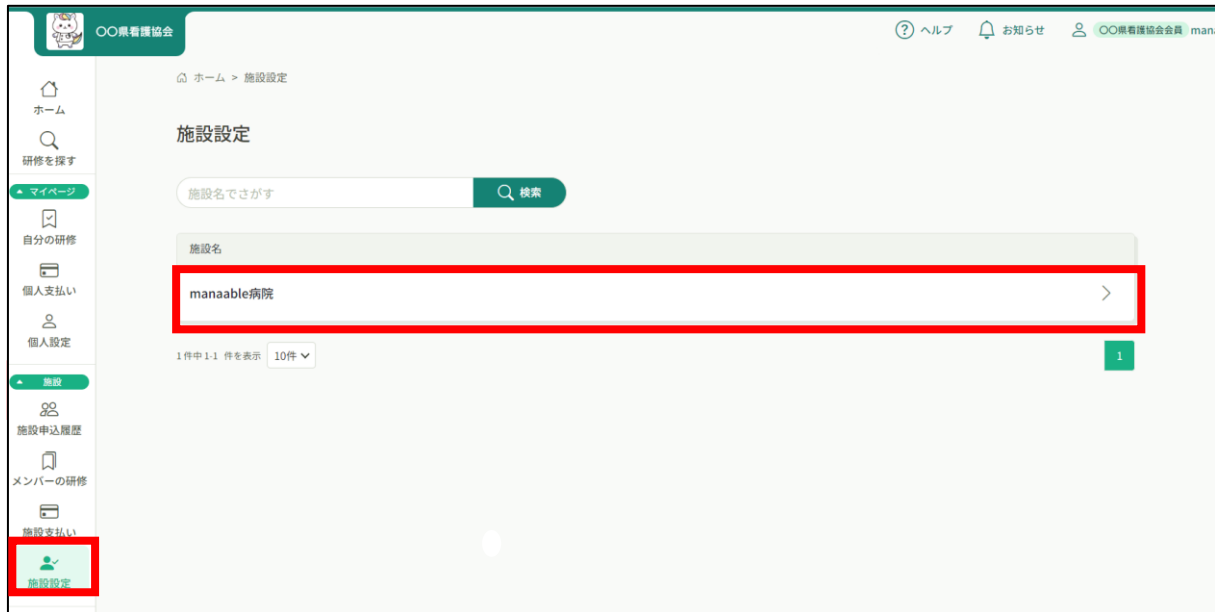 〇〇県看護協会
ヘルプ
お知らせ
〇〇県看護協会会員 mana
ホーム
研修を探す
マイページ
自分の研修
個人支払い
個人設定
施設
施設申込履歴
メンバーの研修
施設支払い
施設設定
ホーム > 施設設定
施設設定
施設名でさがす
検索
施設名
manaable病院
1件中1-1 件を表示 10件
1